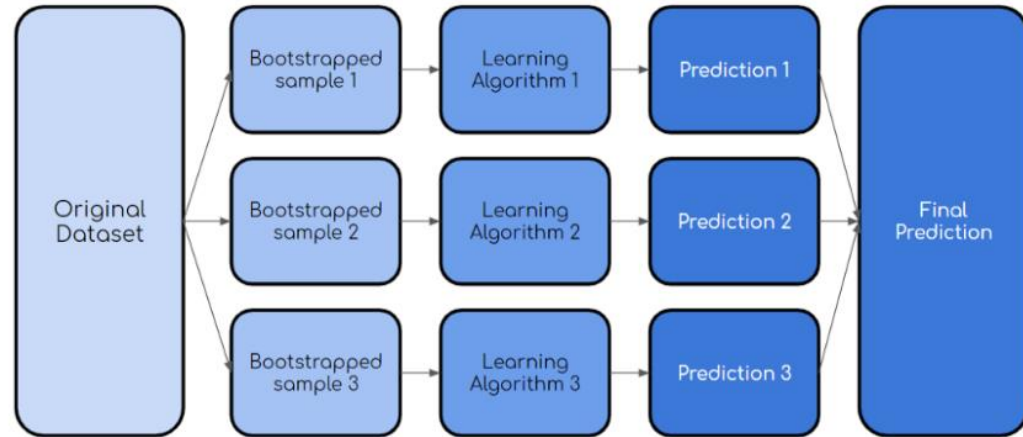 Original
Dataset
Bootstrapped
sample 1
Learning
Algorithm 1
Prediction 1
Bootstrapped
sample 2
Learning
Algorithm 2
Prediction 2
Bootstrapped
sample 3
Learning
Algorithm 3
Prediction 3
Final
Prediction